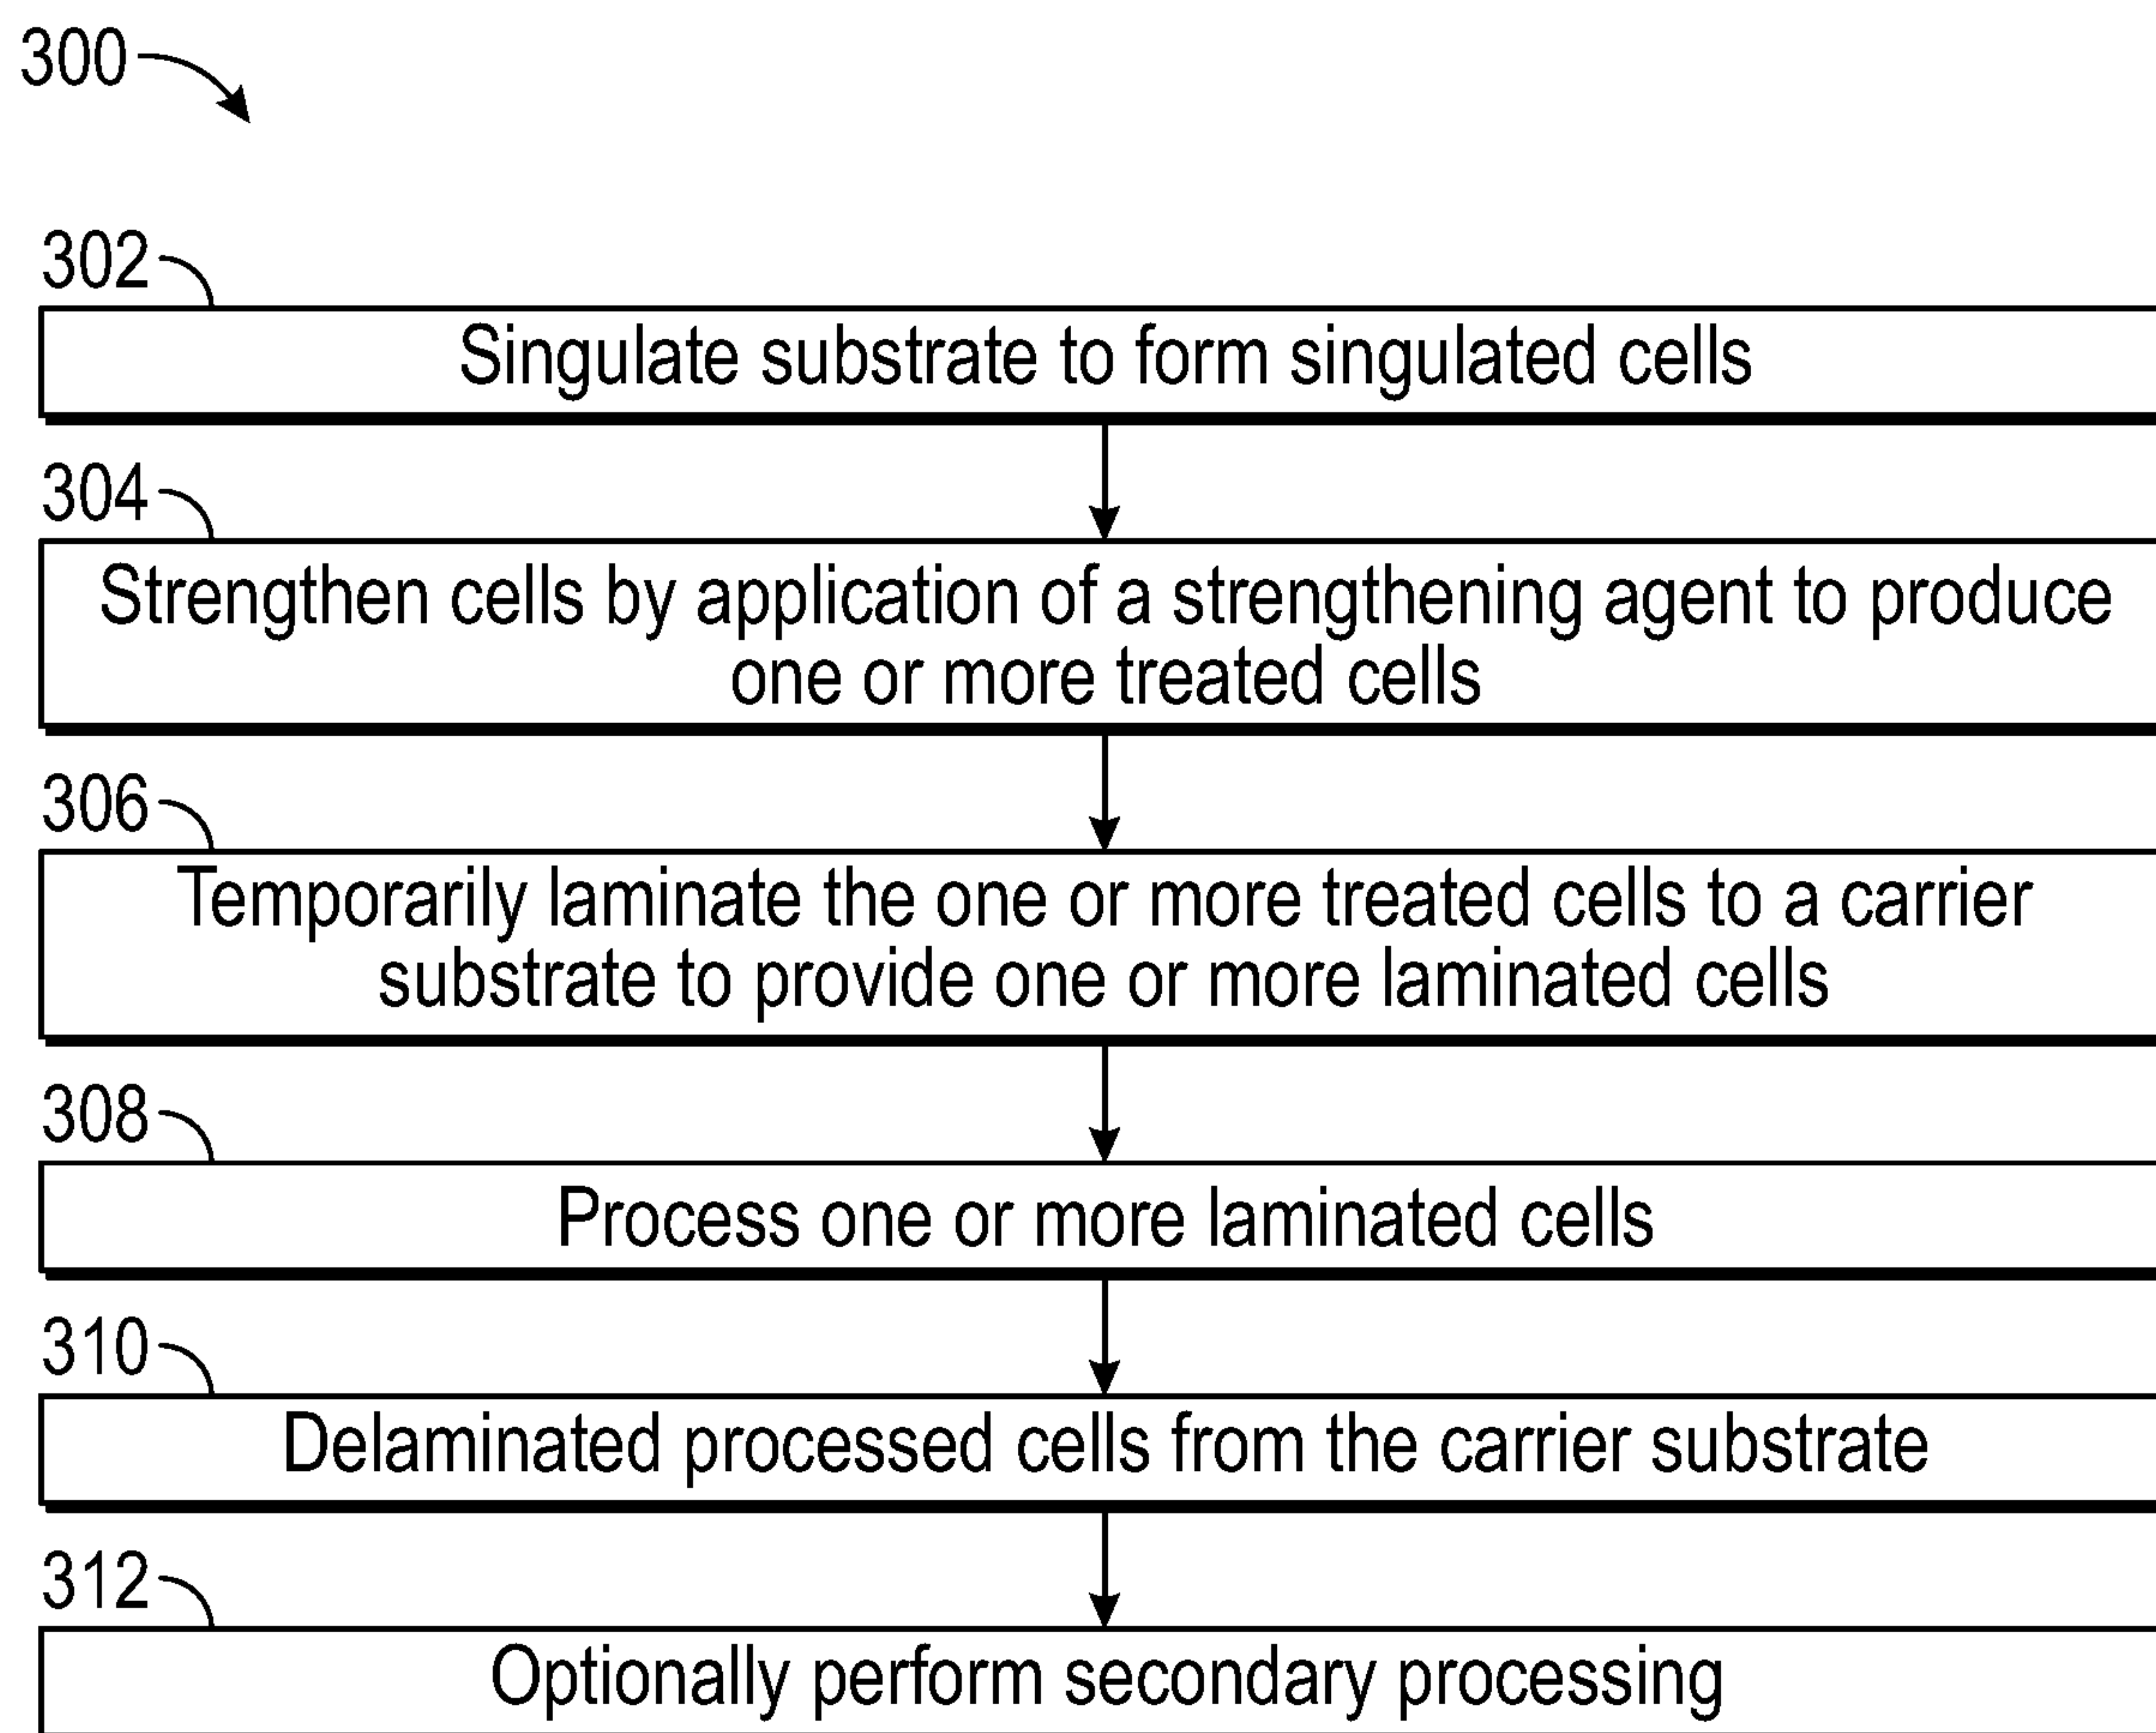 300
302
Singulate substrate to form singulated cells
304
Strengthen cells by application of a strengthening agent to produce
one or more treated cells
306
Temporarily laminate the one or more treated cells to a carrier
substrate to provide one or more laminated cells
308
Process one or more laminated cells
310
Delaminated processed cells from the carrier substrate
312
Optionally perform secondary processing